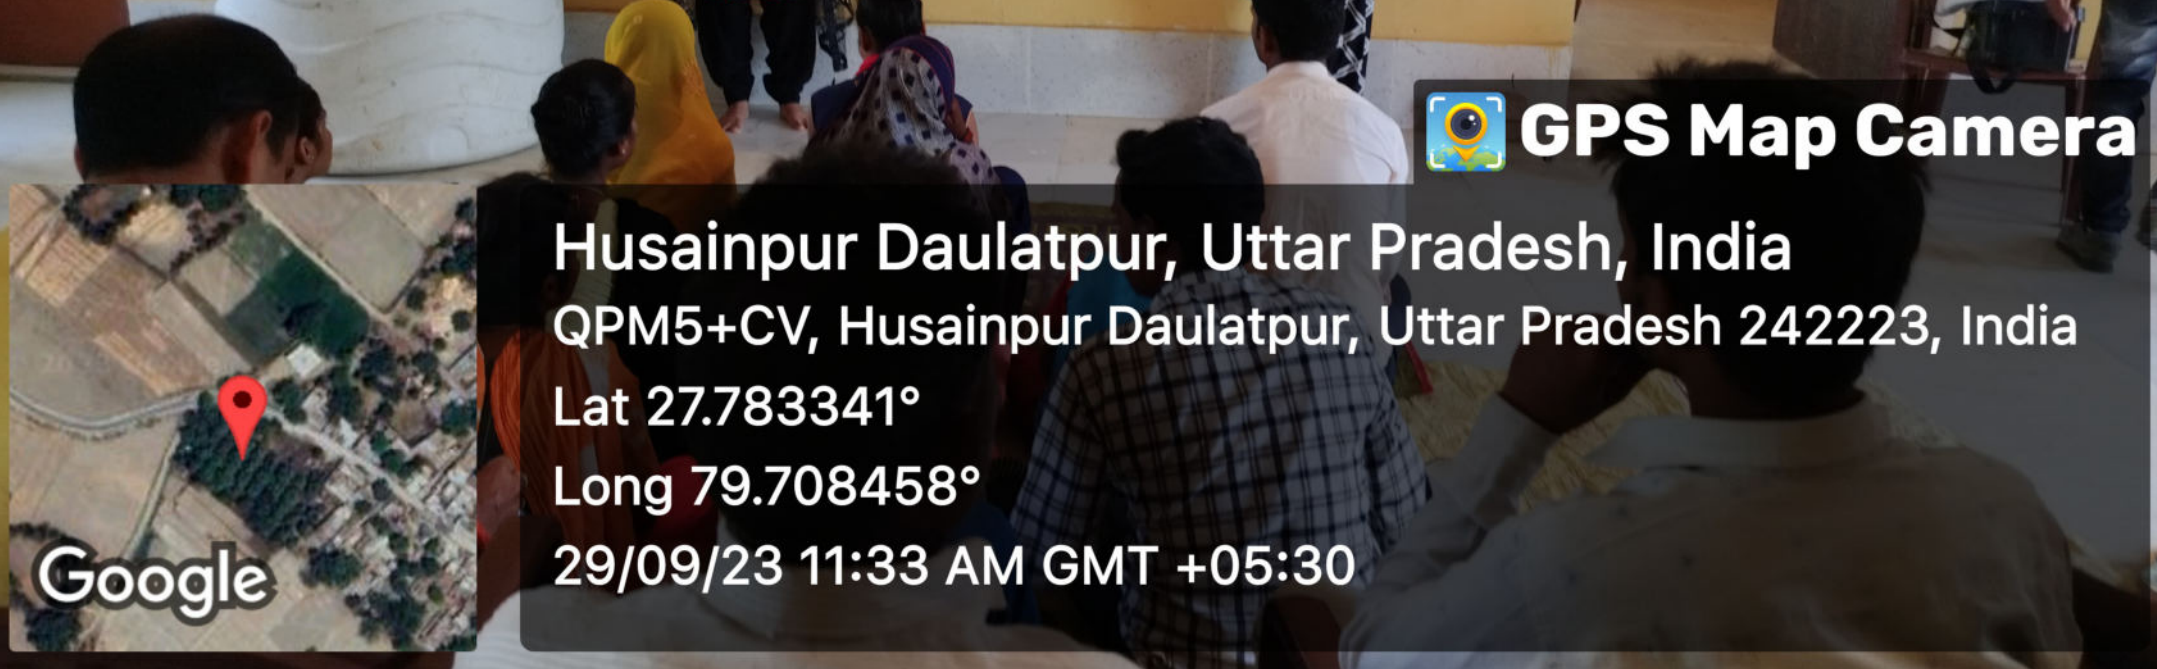 GPS Map Camera
Husainpur Daulatpur, Uttar Pradesh, India
QPM5+CV, Husainpur Daulatpur, Uttar Pradesh 242223, India
Lat 27.783341°
Long 79.708458°
29/09/23 11:33 AM GMT +05:30
Google